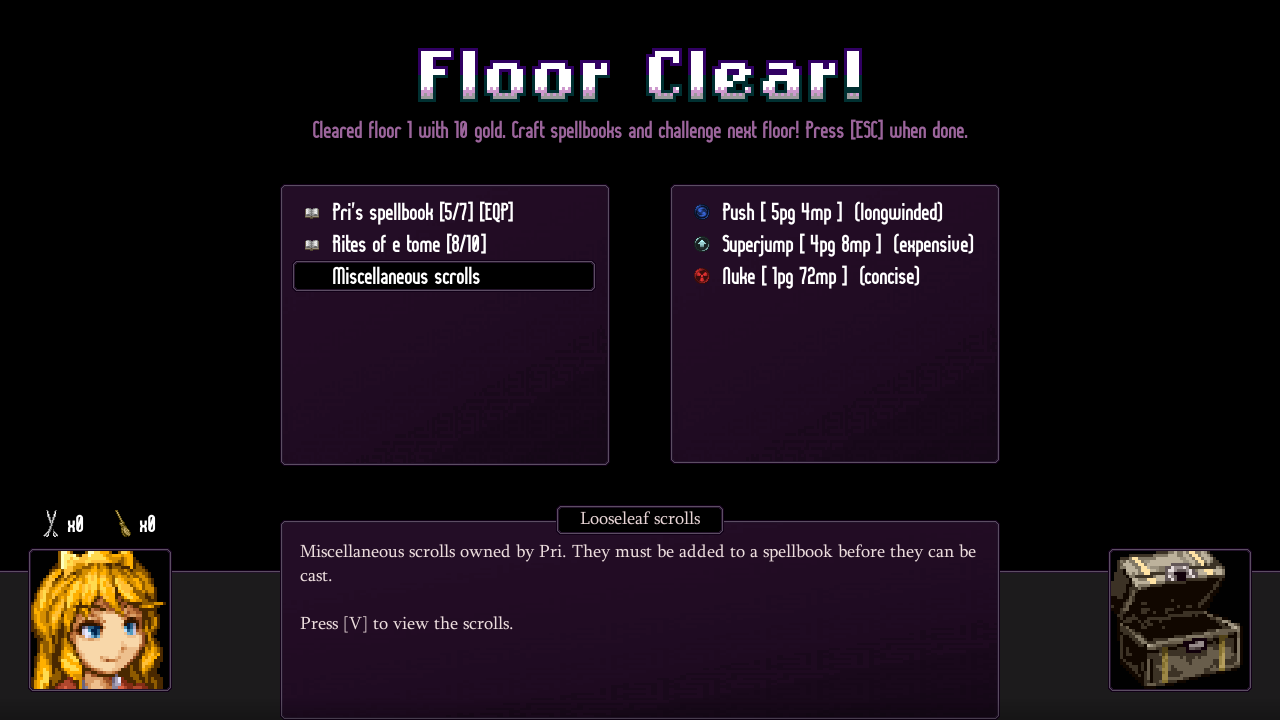 Floor Clear!
Cleared floor 1 with 10 gold. Craft spellbooks and challenge next floor! Press [ESC] when done.
Pri's spellbook [5/7] [EQP]
Rites of e tome [8/10]
Miscellaneous scrolls
Push [ 5pg 4mp ] (longwinded)
Superjump [ 4pg 8mp ] (expensive)
Nuke [ 1pg 72mp ] (concise)
x0 x0
Looseleaf scrolls
Miscellaneous scrolls owned by Pri. They must be added to a spellbook before they can be
cast.
Press [V] to view the scrolls.